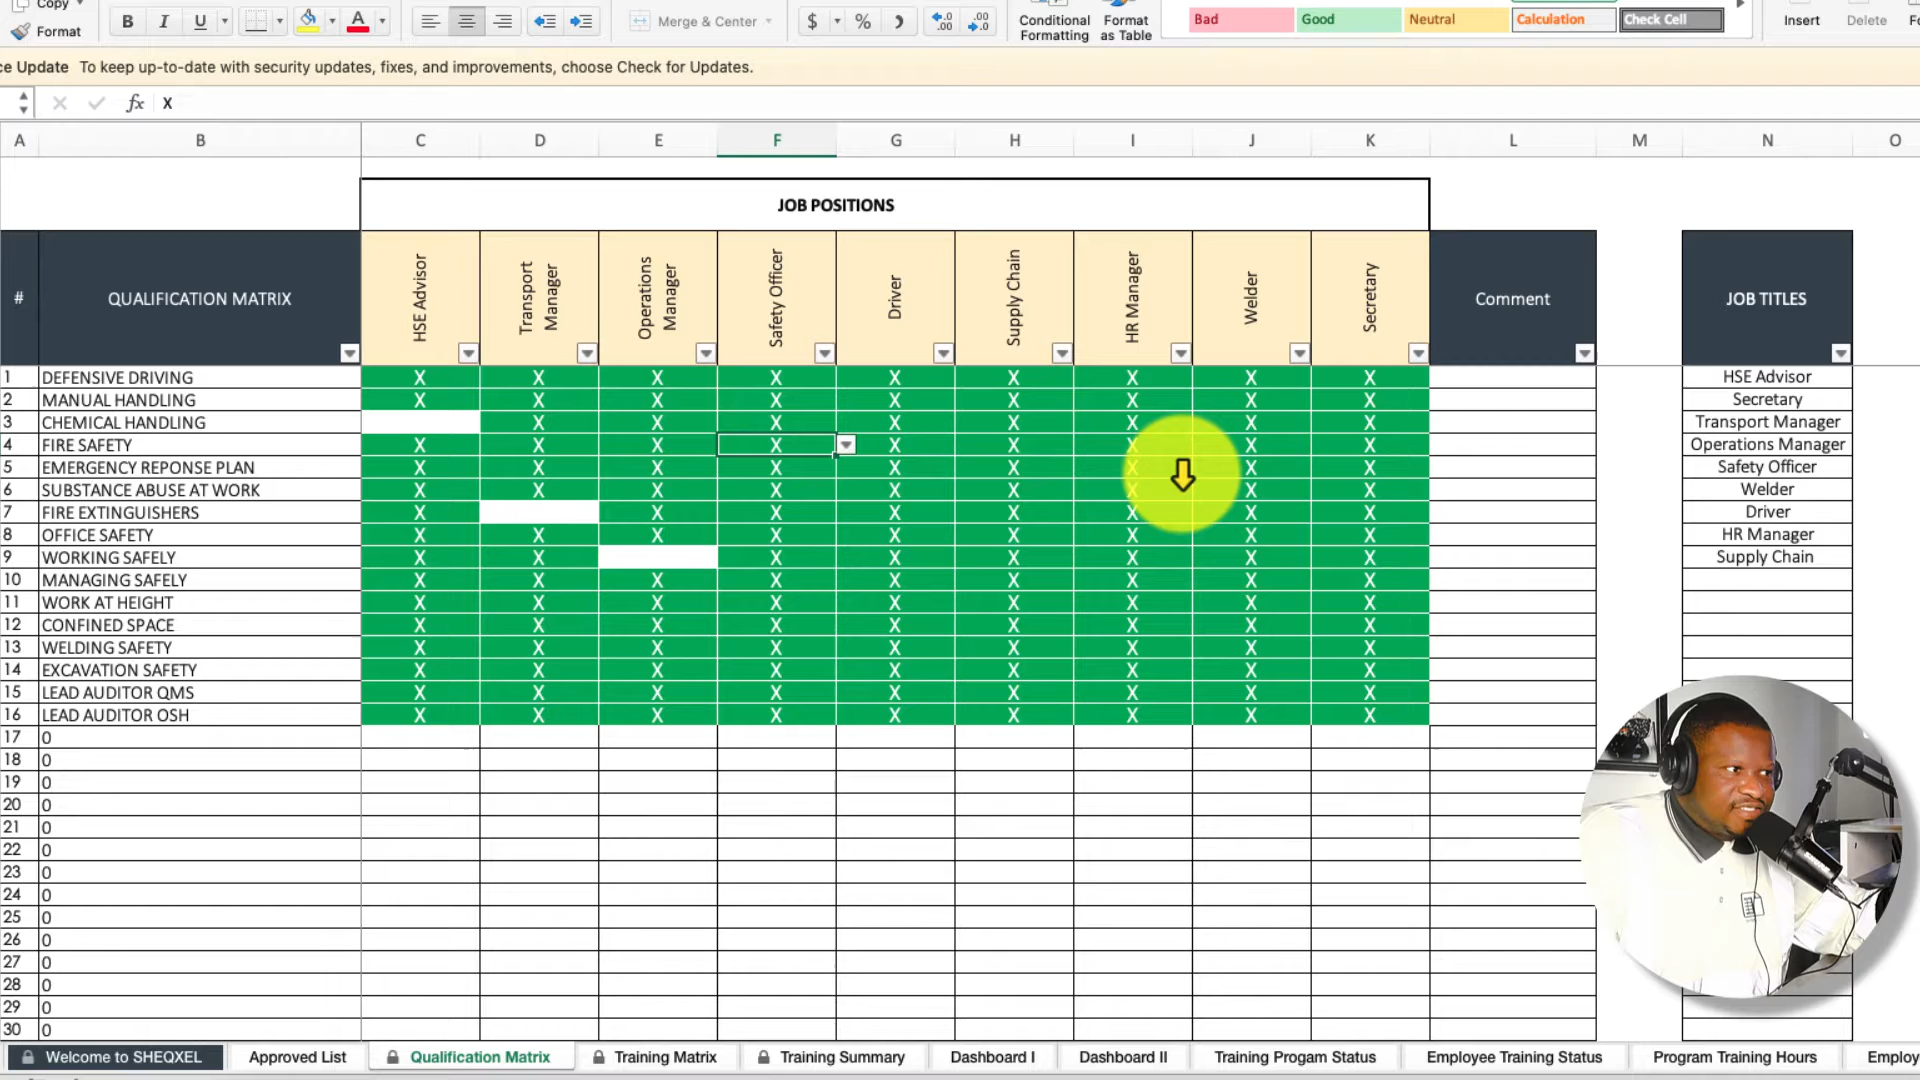 Copy
Format
B I U
A
Merge & Center
$ % )
.0 .00
.00 .0
Conditional Formatting
Format as Table
Bad Good Neutral Calculation Check Cell
Insert Delete
ce Update To keep up-to-date with security updates, fixes, and improvements, choose Check for Updates.
fx X
A B C D E F G H I J K L M N O
JOB POSITIONS
# QUALIFICATION MATRIX HSE Advisor Transport Manager Operations Manager Safety Officer Driver Supply Chain HR Manager Welder Secretary Comment JOB TITLES
1 DEFENSIVE DRIVING X X X X X X X X X HSE Advisor
2 MANUAL HANDLING X X X X X X X X X Secretary
3 CHEMICAL HANDLING X X X X X X X X Transport Manager
4 FIRE SAFETY X X X X X X X X X Operations Manager
5 EMERGENCY REPONSE PLAN X X X X X X X X X Safety Officer
6 SUBSTANCE ABUSE AT WORK X X X X X X X X X Welder
7 FIRE EXTINGUISHERS X X X X X X X X Driver
8 OFFICE SAFETY X X X X X X X X X HR Manager
9 WORKING SAFELY X X X X X X X X Supply Chain
10 MANAGING SAFELY X X X X X X X X X
11 WORK AT HEIGHT X X X X X X X X X
12 CONFINED SPACE X X X X X X X X X
13 WELDING SAFETY X X X X X X X X X
14 EXCAVATION SAFETY X X X X X X X X X
15 LEAD AUDITOR QMS X X X X X X X X X
16 LEAD AUDITOR OSH X X X X X X X X X
17 0
18 0
19 0
20 0
21 0
22 0
23 0
24 0
25 0
26 0
27 0
28 0
29 0
30 0
Welcome to SHEQXEL Approved List Qualification Matrix Training Matrix Training Summary Dashboard I Dashboard II Training Progam Status Employee Training Status Program Training Hours Employ